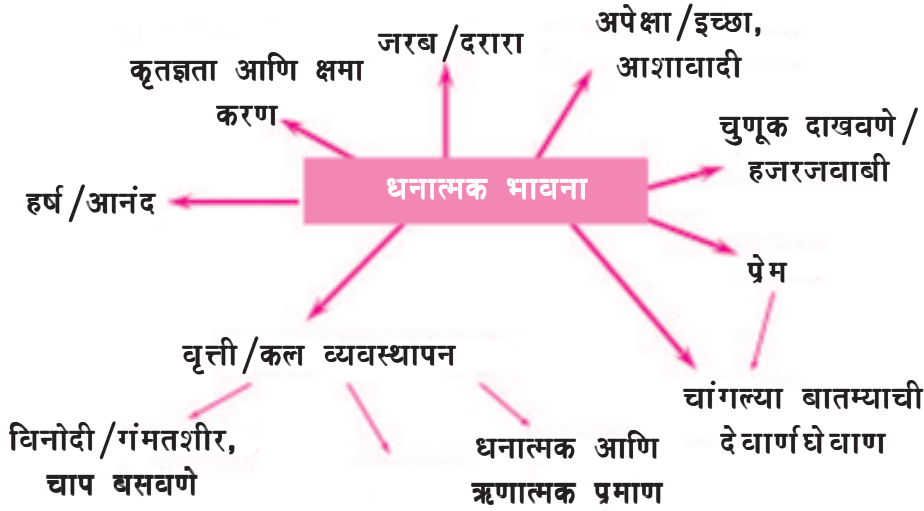 अपेक्षा/इच्छा,
आशावादी
जरब/दरारा
कृतज्ञता आणि क्षमा
करण
चुणूक दाखवणे/
हजरजवाबी
धनात्मक भावना
हर्ष/आनंद
प्रेम
वृत्ती/कल व्यवस्थापन
चांगल्या बातम्याची
देवार्णघेवाण
विनोदी/गंमतशीर,
चाप बसवणे
धनात्मक आणि
ऋणात्मक प्रमाण